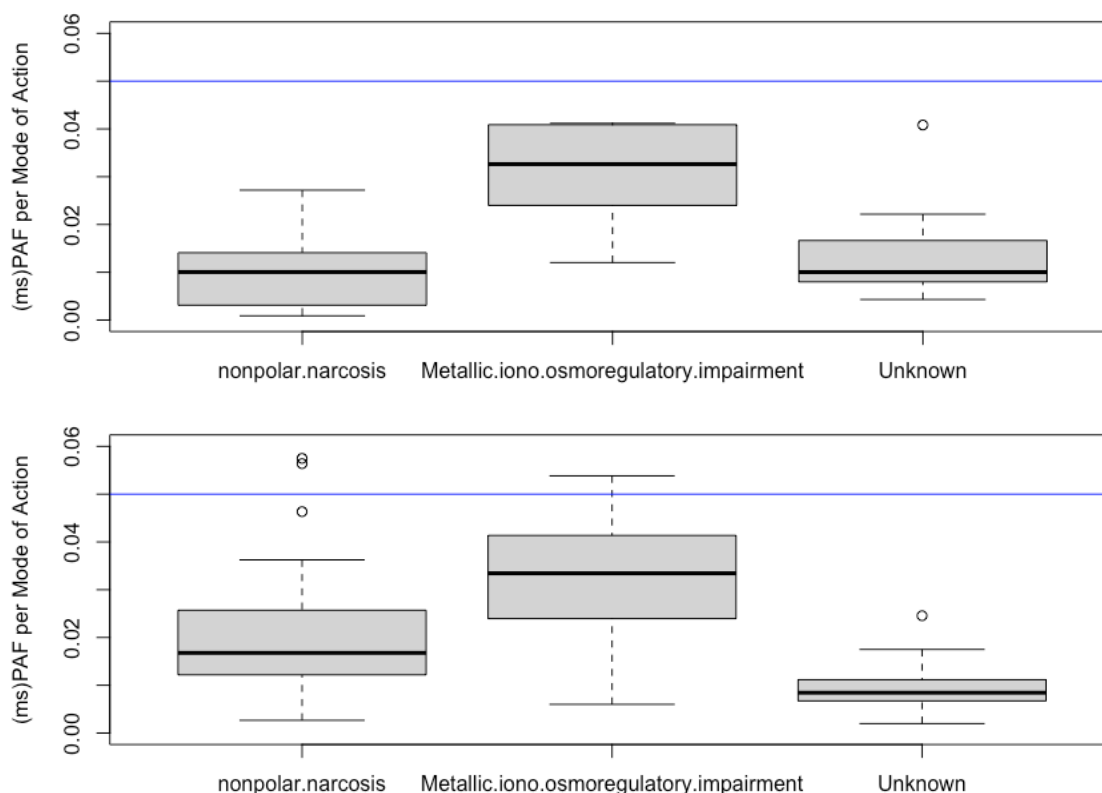 (ms)PAF per Mode of Action
0.06
0.04
0.02
0.00
nonpolar.narcosis Metallic.iono.osmoregulatory.impairment Unknown
(ms)PAF per Mode of Action
0.06
0.04
0.02
0.00
nonpolar.narcosis Metallic.iono.osmoregulatory.impairment Unknown